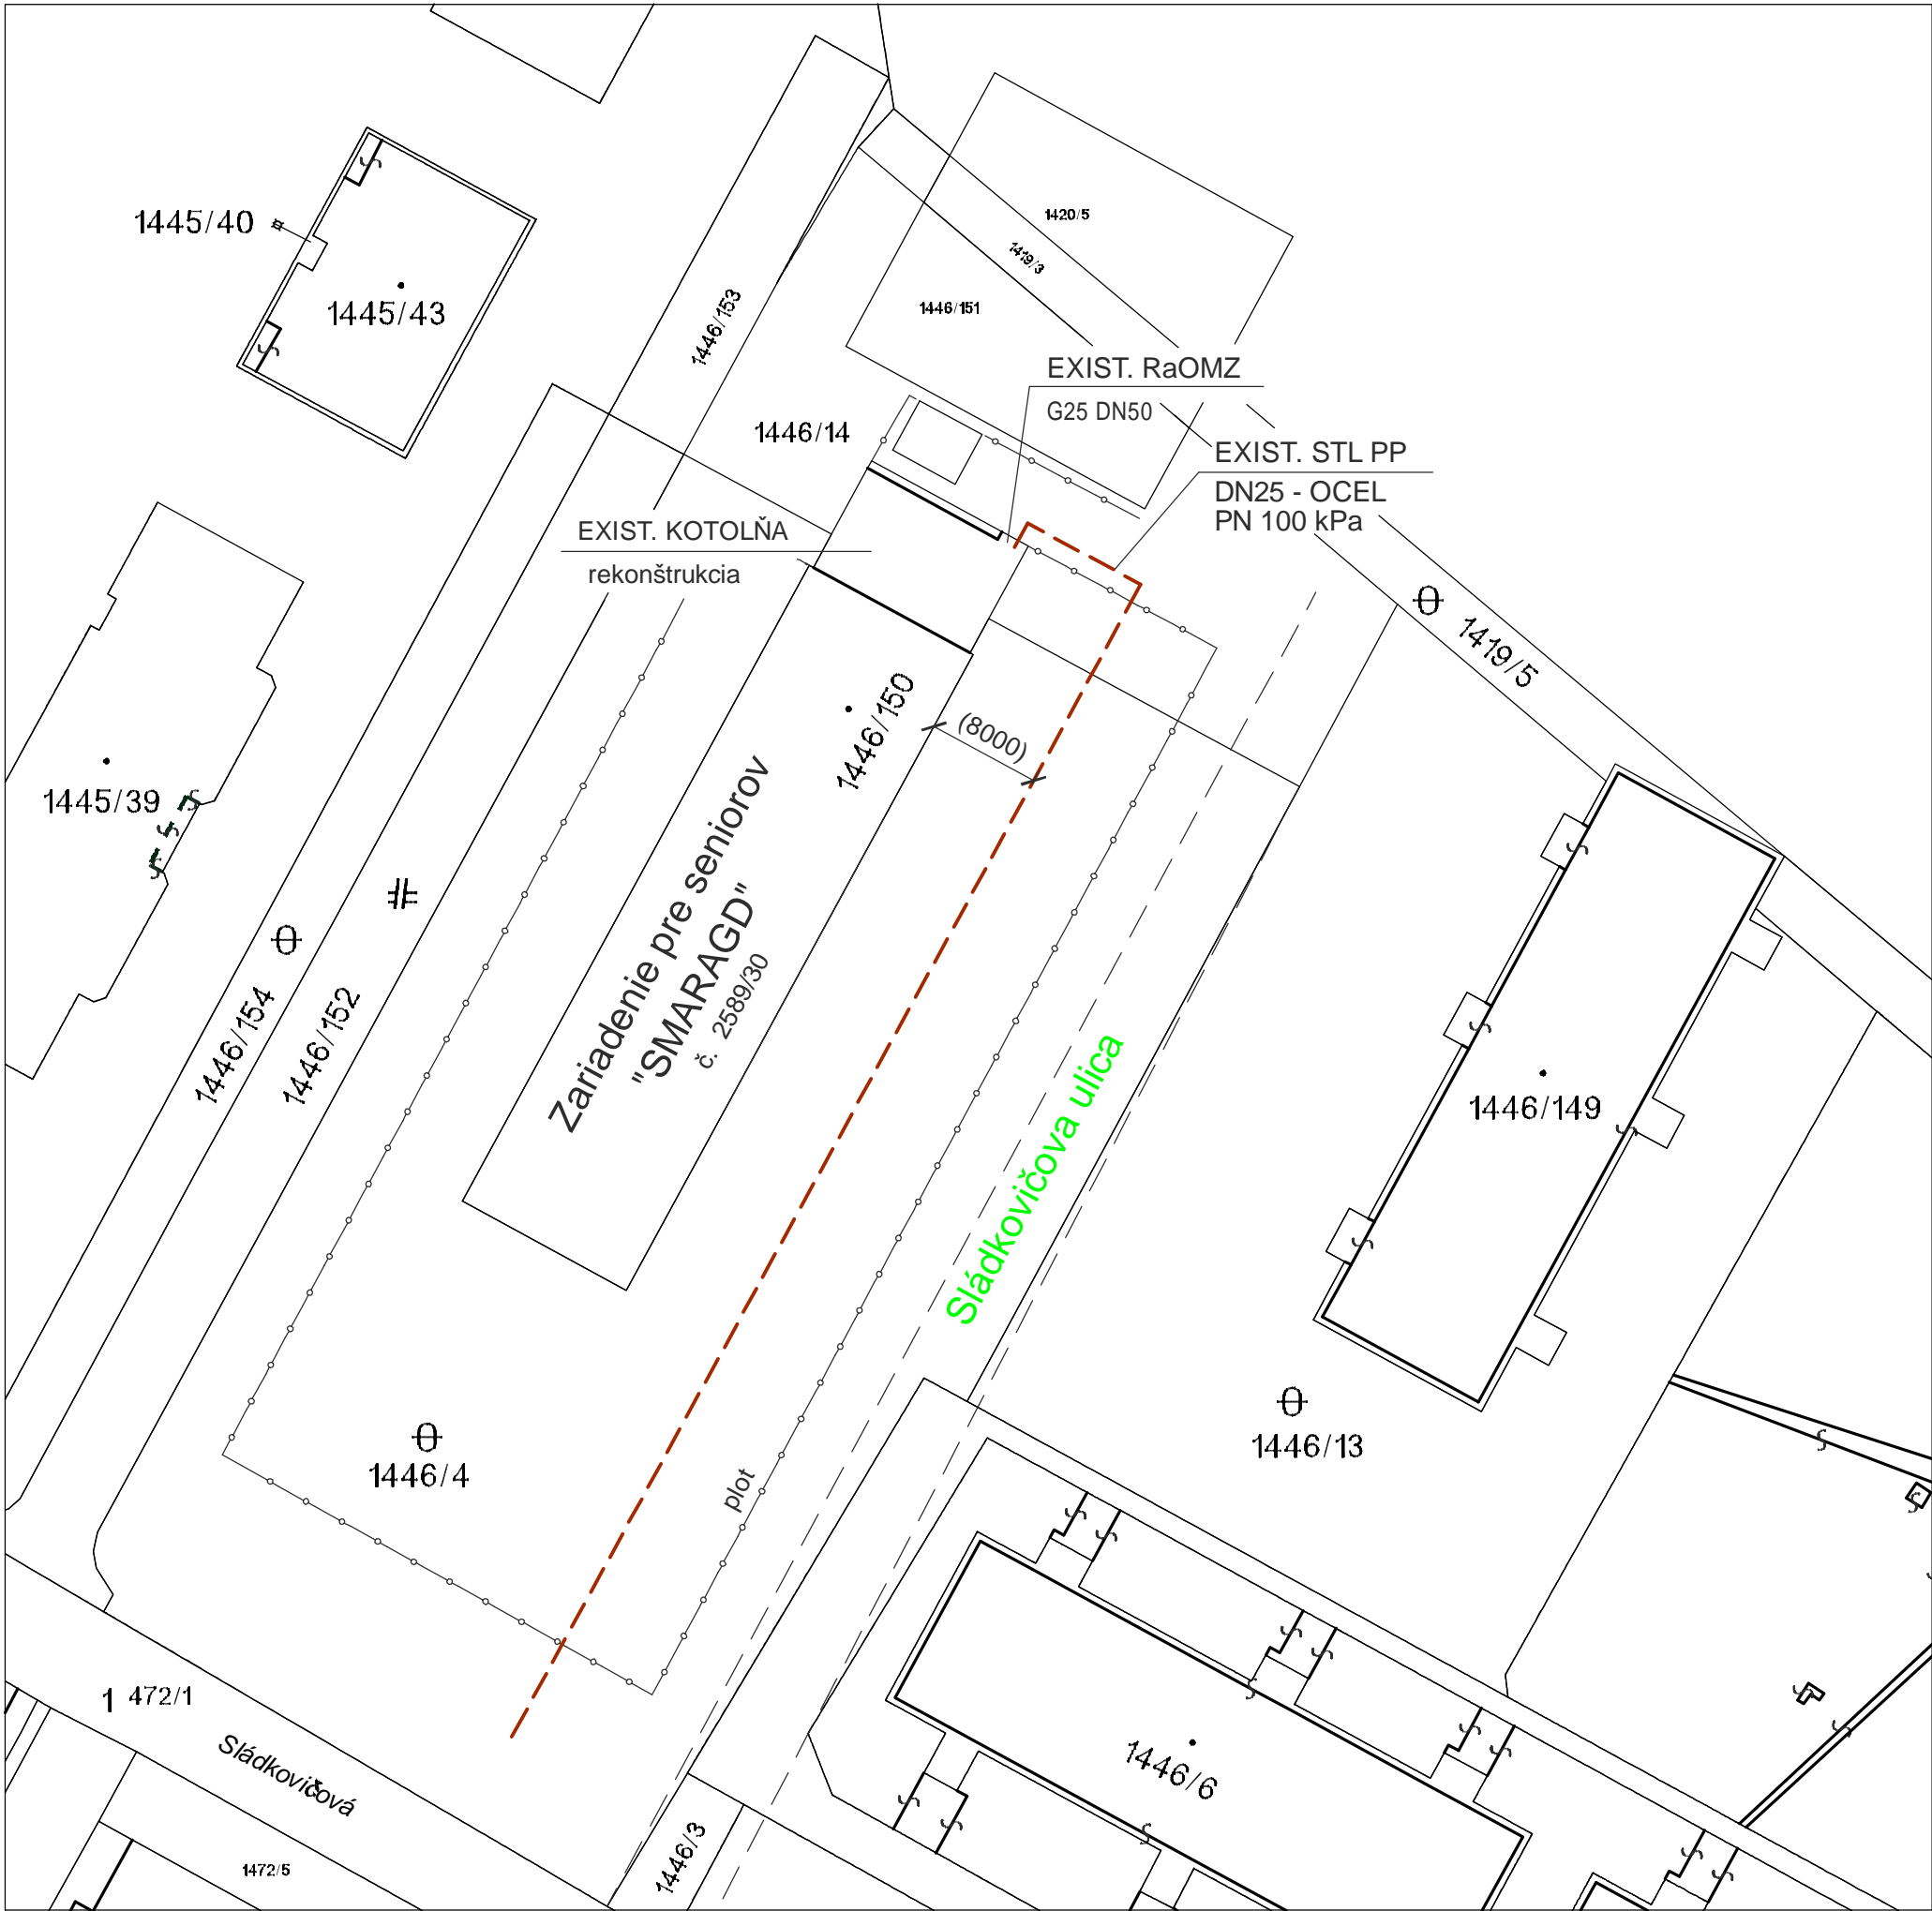 1445/40
1445/43
1446/153
1420/5
1419/3
1446/151
EXIST. RaOMZ
G25 DN50
1446/14
EXIST. STL PP
DN25 - OCEL
PN 100 kPa
EXIST. KOTOLŇA
rekonštrukcia
1419/5
1446/150
(8000)
1445/39
Zariadenie pre seniorov
"SMARAGD"
č. 2589/30
1446/154
1446/152
Sládkovičova ulica
1446/149
1446/13
1446/4
plot
1 472/1
Sládkovičová
1446/6
1446/3
1472/5